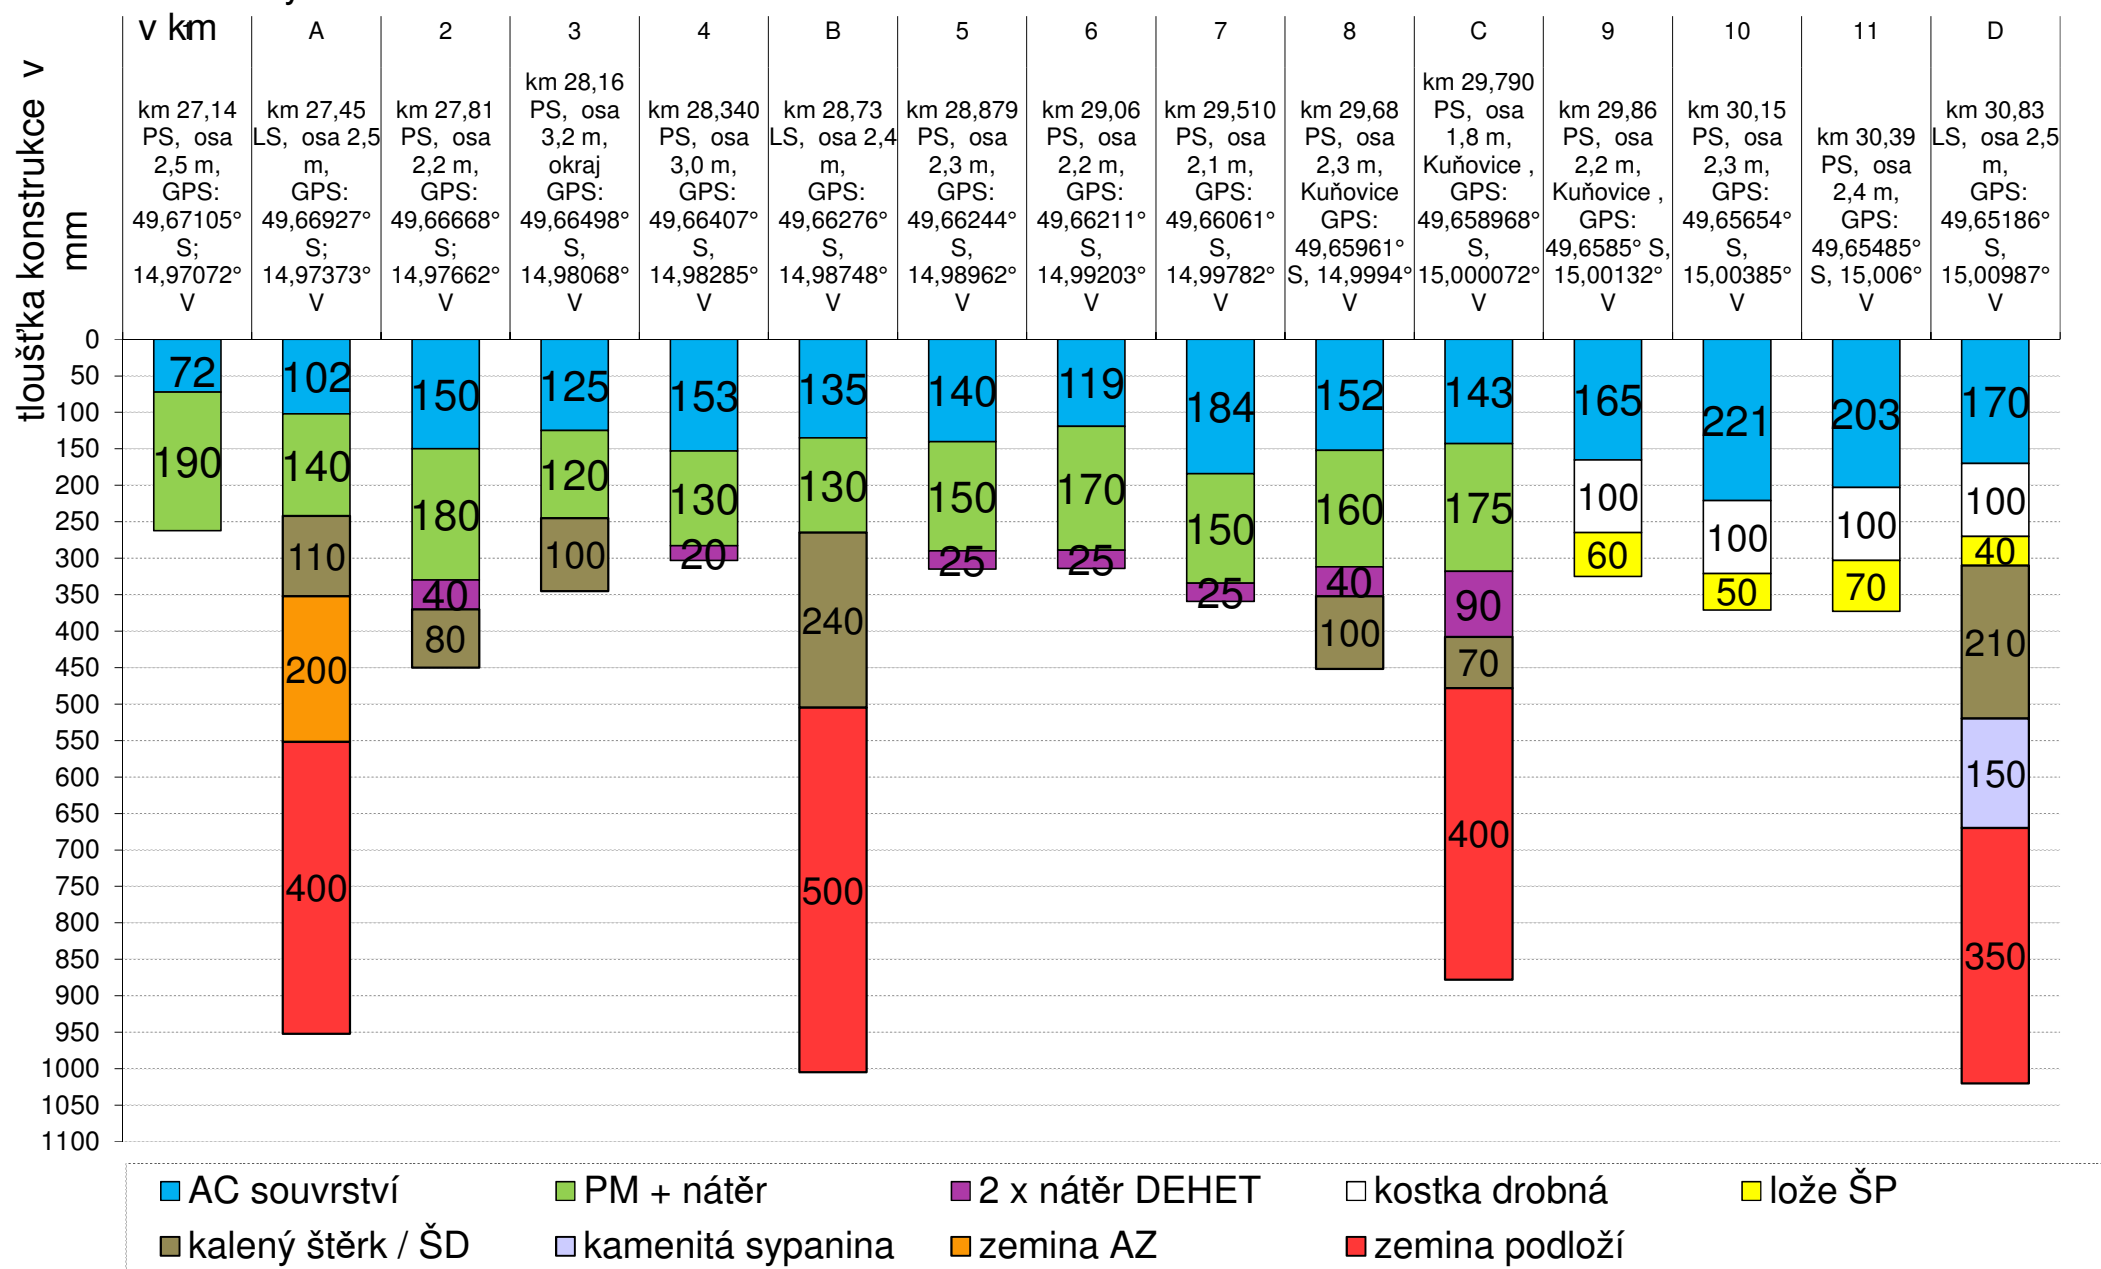 v km
tloušťka konstrukce v
mm
1
A
2
3
4
B
5
6
7
8
C
9
10
11
D
km 27,14
PS, osa
2,5 m,
GPS:
49,67105°
S;
14,97072°
V
km 27,45
LS, osa 2,5
m,
GPS:
49,66927°
S;
14,97373°
V
km 27,81
PS, osa
2,2 m,
GPS:
49,66668°
S;
14,97662°
V
km 28,16
PS, osa
3,2 m,
okraj
GPS:
49,66498°
S,
14,98068°
V
km 28,340
PS, osa
3,0 m,
GPS:
49,66407°
S,
14,98285°
V
km 28,73
LS, osa 2,4
m,
GPS:
49,66276°
S,
14,98748°
V
km 28,879
PS, osa
2,3 m,
GPS:
49,66244°
S,
14,98962°
V
km 29,06
PS, osa
2,2 m,
GPS:
49,66211°
S,
14,99203°
V
km 29,510
PS, osa
2,1 m,
GPS:
49,66061°
S,
14,99782°
V
km 29,68
PS, osa
2,3 m,
Kuňovice
GPS:
49,65961°
S, 14,9994°
V
km 29,790
PS, osa
1,8 m,
Kuňovice ,
GPS:
49,658968°
S,
15,000072°
V
km 29,86
PS, osa
2,2 m,
Kuňovice ,
GPS:
49,6585° S,
15,00132°
V
km 30,15
PS, osa
2,3 m,
GPS:
49,65654°
S,
15,00385°
V
km 30,39
PS, osa
2,4 m,
GPS:
49,65485°
S, 15,006°
V
km 30,83
LS, osa 2,5
m,
GPS:
49,65186°
S,
15,00987°
V
0
50
100
150
200
250
300
350
400
450
500
550
600
650
700
750
800
850
900
950
1000
1050
1100
72
190
102
140
110
200
400
150
180
40
80
125
120
100
153
130
20
135
130
240
500
140
150
25
119
170
25
184
150
25
152
160
40
100
143
175
90
70
400
165
100
60
221
100
50
203
100
70
170
100
40
210
150
350
AC souvrství
PM + nátěr
2 x nátěr DEHET
kostka drobná
lože ŠP
kalený štěrk / ŠD
kamenitá sypanina
zemina AZ
zemina podloží